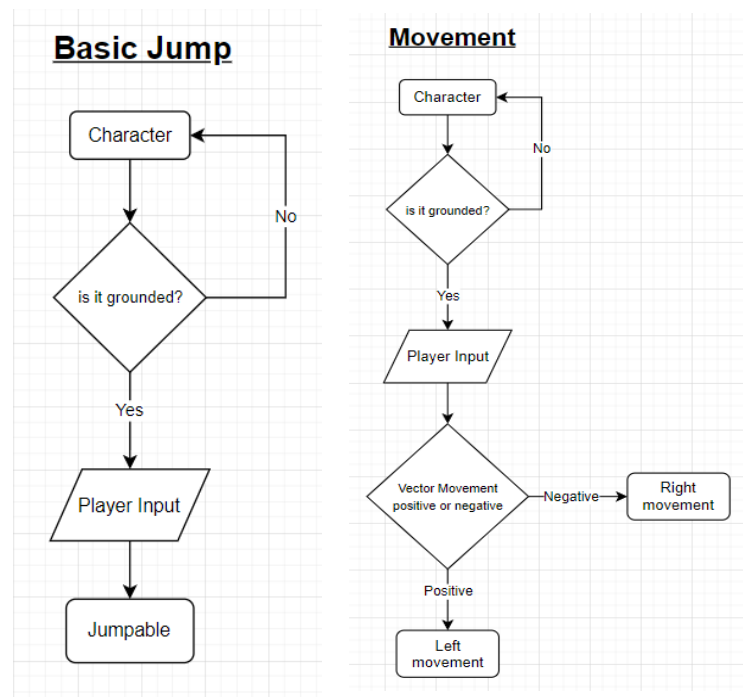 Basic Jump
Character
No
is it grounded?
Yes
Player Input
Jumpable
Movement
Character
No
is it grounded?
Yes
Player Input
Vector Movement
positive or negative
Negative
Right
movement
Positive
Left
movement